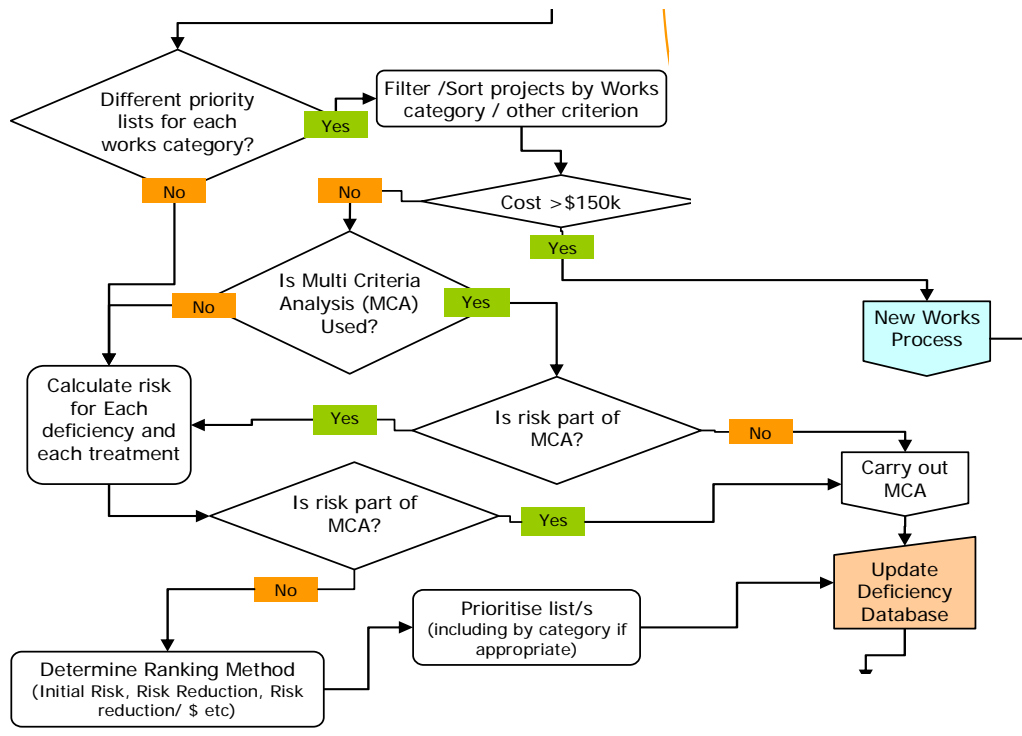 Different priority
lists for each
works category?
Yes
Filter /Sort projects by Works
category / other criterion
No
No
Cost >$150k
Yes
Is Multi Criteria
Analysis (MCA)
Used?
No
Yes
New Works
Process
Calculate risk
for Each
deficiency and
each treatment
Yes
Is risk part of
MCA?
No
Carry out
MCA
Is risk part of
MCA?
Yes
No
Update
Deficiency
Database
Prioritise list/s
(including by category if
appropriate)
Determine Ranking Method
(Initial Risk, Risk Reduction, Risk
reduction/ $ etc)